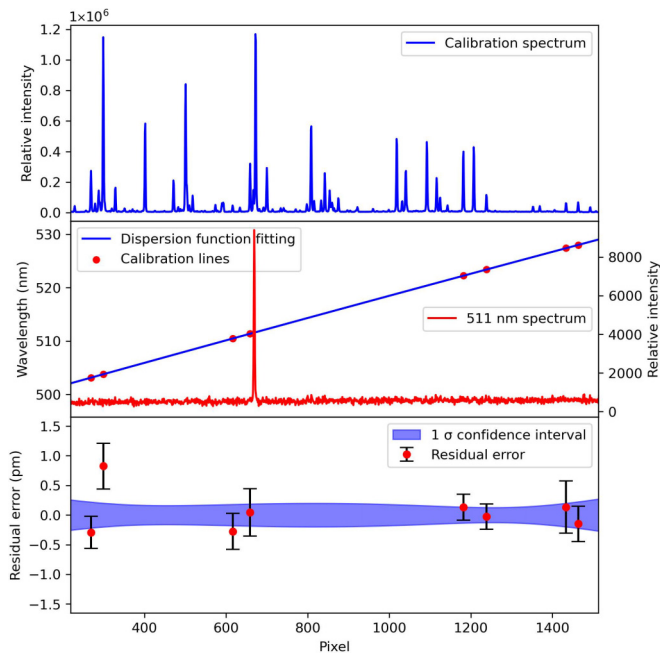 1×10⁶
1.2
1.0
0.8
0.6
0.4
0.2
0.0
Relative intensity
Calibration spectrum
530
520
510
500
Wavelength (nm)
Dispersion function fitting
Calibration lines
511 nm spectrum
8000
6000
4000
2000
0
Relative intensity
1.5
1.0
0.5
0.0
−0.5
−1.0
−1.5
Residual error (pm)
1 σ confidence interval
Residual error
400
600
800
1000
1200
1400
Pixel